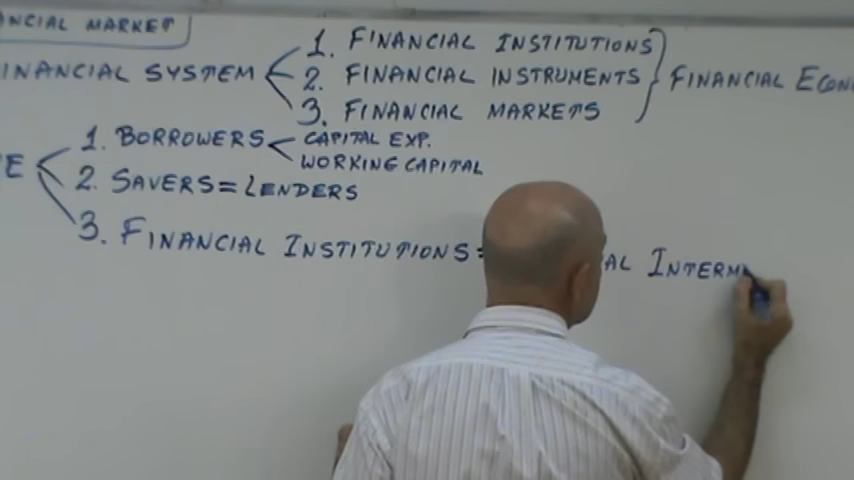 ANCIAL MARKET
INANCIAL SYSTEM
1. FINANCIAL INSTITUTIONS
2. FINANCIAL INSTRUMENTS
3. FINANCIAL MARKETS
FINANCIAL ECON
E
1. BORROWERS
CAPITAL EXP.
WORKING CAPITAL
2. SAVERS = LENDERS
3. FINANCIAL INSTITUTIONS = AL INTERM